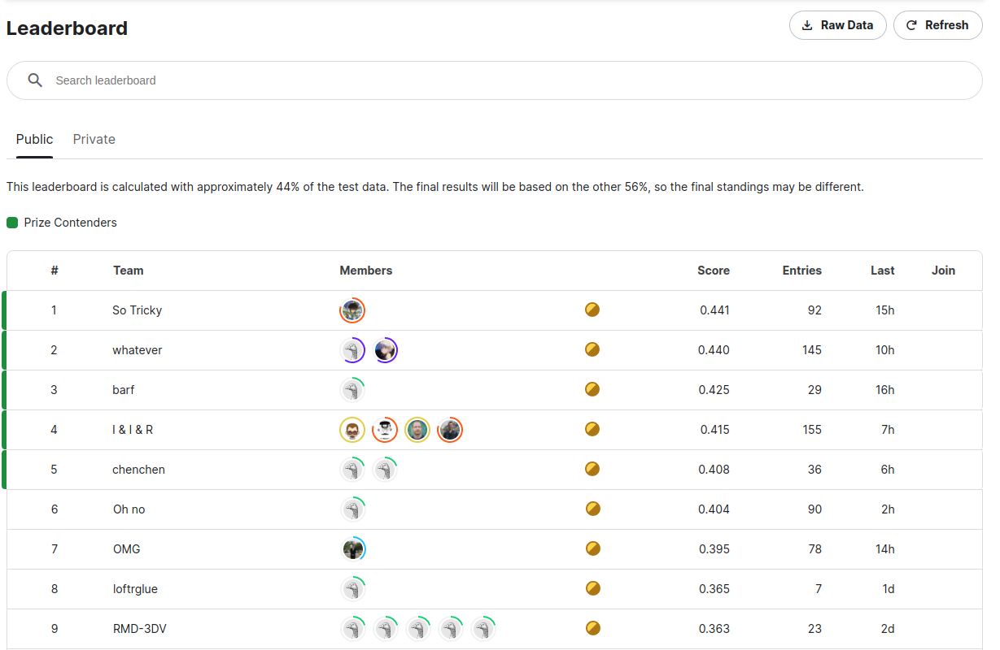 Leaderboard
Raw Data
Refresh
Search leaderboard
Public Private
This leaderboard is calculated with approximately 44% of the test data. The final results will be based on the other 56%, so the final standings may be different.
Prize Contenders
# Team Members Score Entries Last Join
1 So Tricky 0.441 92 15h
2 whatever 0.440 145 10h
3 barf 0.425 29 16h
4 I & I & R 0.415 155 7h
5 chenchen 0.408 36 6h
6 Oh no 0.404 90 2h
7 OMG 0.395 78 14h
8 loftrglue 0.365 7 1d
9 RMD-3DV 0.363 23 2d